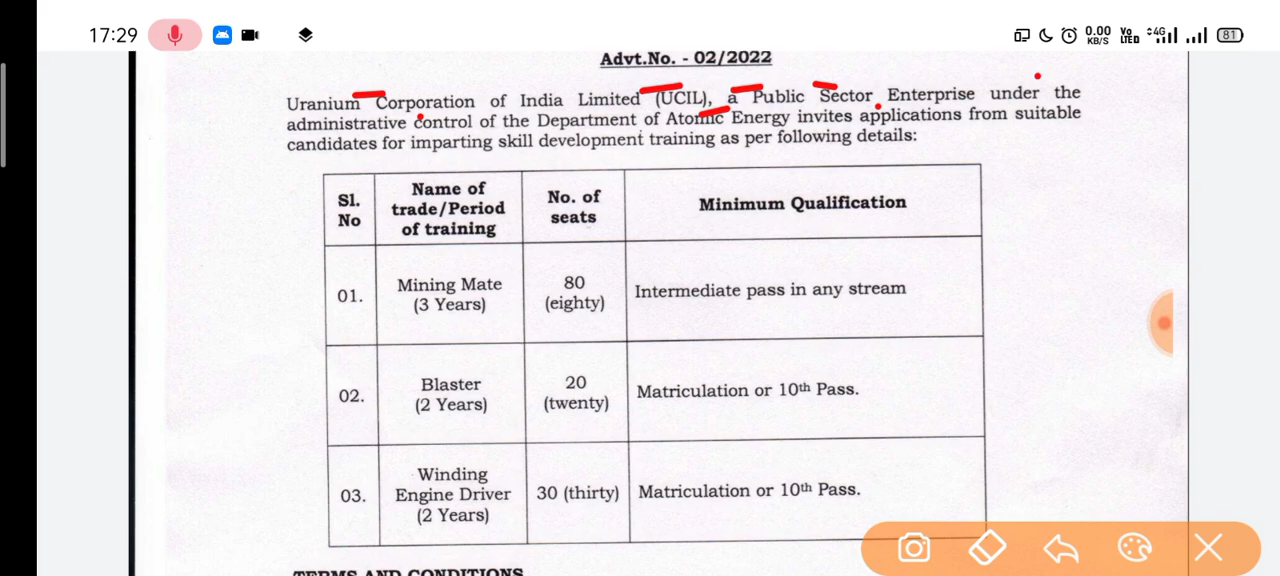 17:29
0.00
KB/S
Vo
LTED
4G
81
Advt.No. - 02/2022
Uranium Corporation of India Limited (UCIL), a Public Sector Enterprise under the
administrative control of the Department of Atomic Energy invites applications from suitable
candidates for imparting skill development training as per following details:
Sl. No
Name of trade/Period of training
No. of seats
Minimum Qualification
01.
Mining Mate
(3 Years)
80
(eighty)
Intermediate pass in any stream
02.
Blaster
(2 Years)
20
(twenty)
Matriculation or 10th Pass.
03.
Winding
Engine Driver
(2 Years)
30 (thirty)
Matriculation or 10th Pass.
TERMS AND CONDITIONS